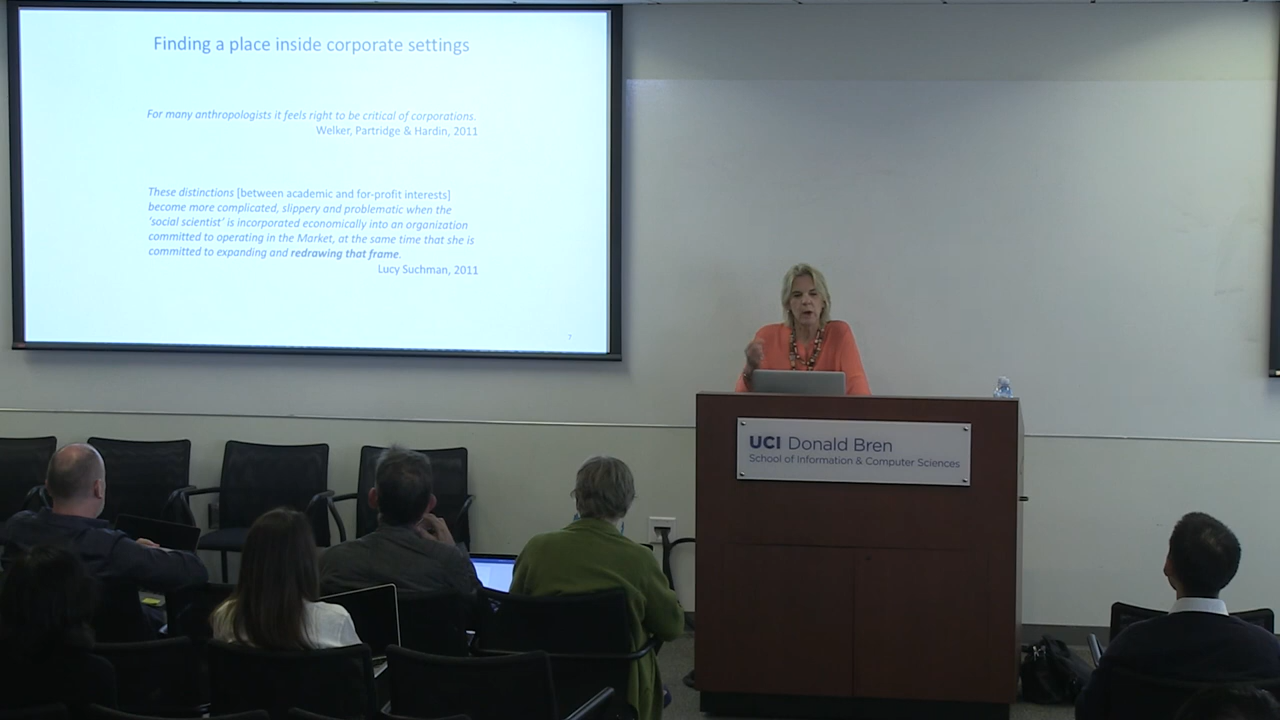 Finding a place inside corporate settings
For many anthropologists it feels right to be critical of corporations.
Welker, Partridge & Hardin, 2011
These distinctions [between academic and for-profit interests]
become more complicated, slippery and problematic when the
‘social scientist’ is incorporated economically into an organization
committed to operating in the Market, at the same time that she is
committed to expanding and redrawing that frame.
Lucy Suchman, 2011
7
UCI Donald Bren
School of Information & Computer Sciences